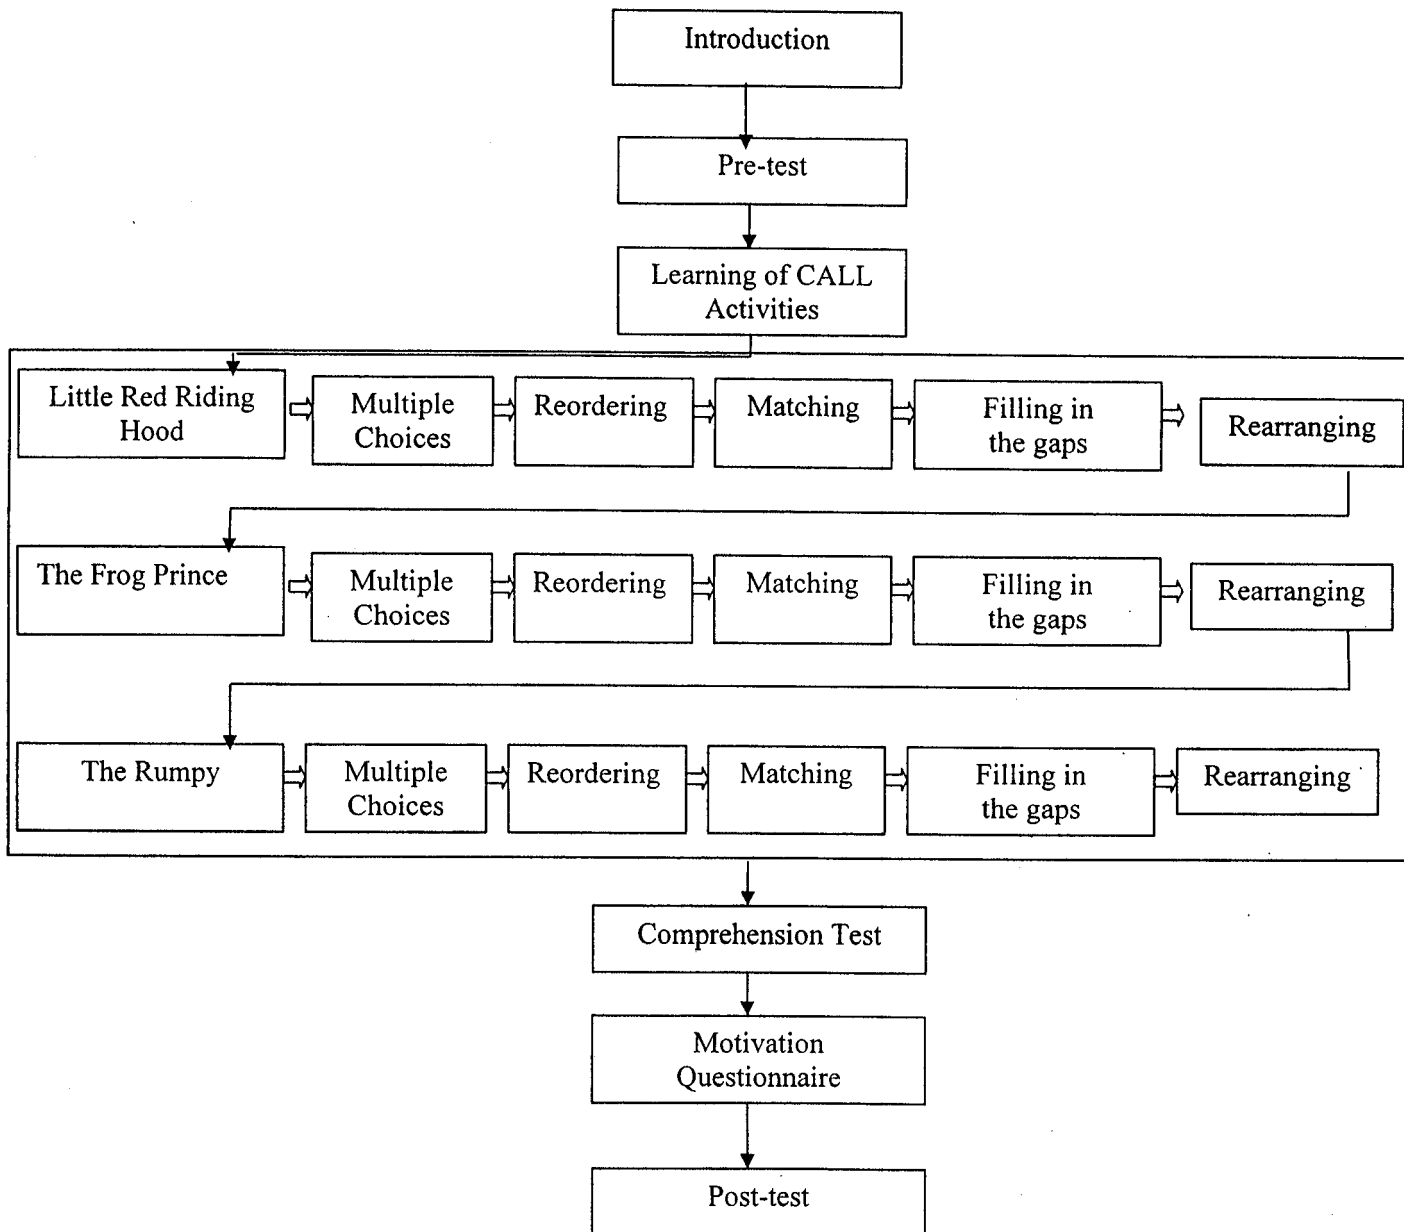 Introduction
Pre-test
Learning of CALL
Activities
Little Red Riding
Hood
Multiple
Choices
Reordering
Matching
Filling in
the gaps
Rearranging
The Frog Prince
Multiple
Choices
Reordering
Matching
Filling in
the gaps
Rearranging
The Rumpy
Multiple
Choices
Reordering
Matching
Filling in
the gaps
Rearranging
Comprehension Test
Motivation
Questionnaire
Post-test